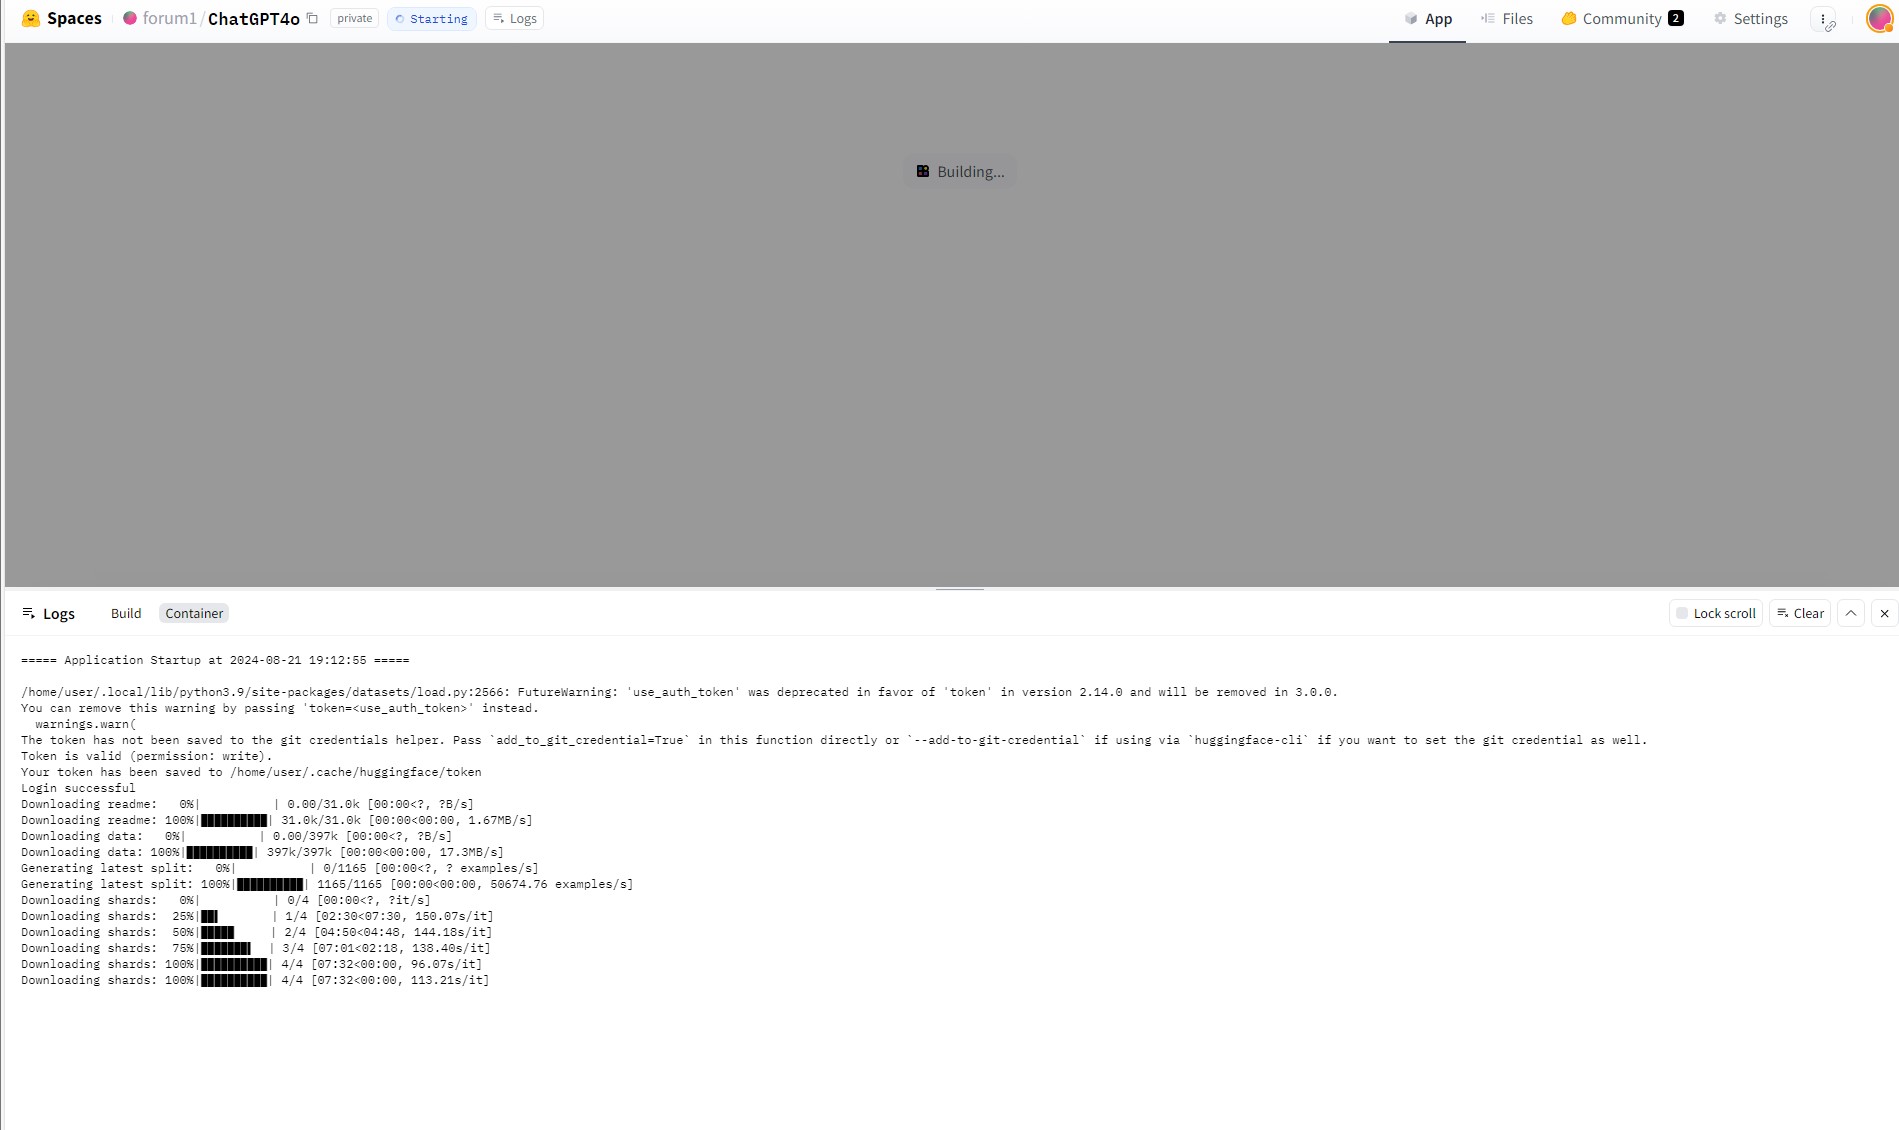 Spaces forum1/ChatGPT4o private Starting Logs App Files Community 2 Settings
Building...
Logs Build Container Lock scroll Clear
===== Application Startup at 2024-08-21 19:12:55 =====
/home/user/.local/lib/python3.9/site-packages/datasets/load.py:2566: FutureWarning: 'use_auth_token' was deprecated in favor of 'token' in version 2.14.0 and will be removed in 3.0.0.
You can remove this warning by passing 'token=<use_auth_token>' instead.
  warnings.warn(
The token has not been saved to the git credentials helper. Pass `add_to_git_credential=True` in this function directly or `--add-to-git-credential` if using via `huggingface-cli` if you want to set the git credential as well.
Token is valid (permission: write).
Your token has been saved to /home/user/.cache/huggingface/token
Login successful
Downloading readme:   0%|          | 0.00/31.0k [00:00<?, ?B/s]
Downloading readme: 100%|██████████| 31.0k/31.0k [00:00<00:00, 1.67MB/s]
Downloading data:   0%|          | 0.00/397k [00:00<?, ?B/s]
Downloading data: 100%|██████████| 397k/397k [00:00<00:00, 17.3MB/s]
Generating latest split:   0%|          | 0/1165 [00:00<?, ? examples/s]
Generating latest split: 100%|██████████| 1165/1165 [00:00<00:00, 50674.76 examples/s]
Downloading shards:   0%|          | 0/4 [00:00<?, ?it/s]
Downloading shards:  25%|██▌       | 1/4 [02:30<07:30, 150.07s/it]
Downloading shards:  50%|█████     | 2/4 [04:50<04:48, 144.18s/it]
Downloading shards:  75%|███████▌  | 3/4 [07:01<02:18, 138.40s/it]
Downloading shards: 100%|██████████| 4/4 [07:32<00:00, 96.07s/it]
Downloading shards: 100%|██████████| 4/4 [07:32<00:00, 113.21s/it]